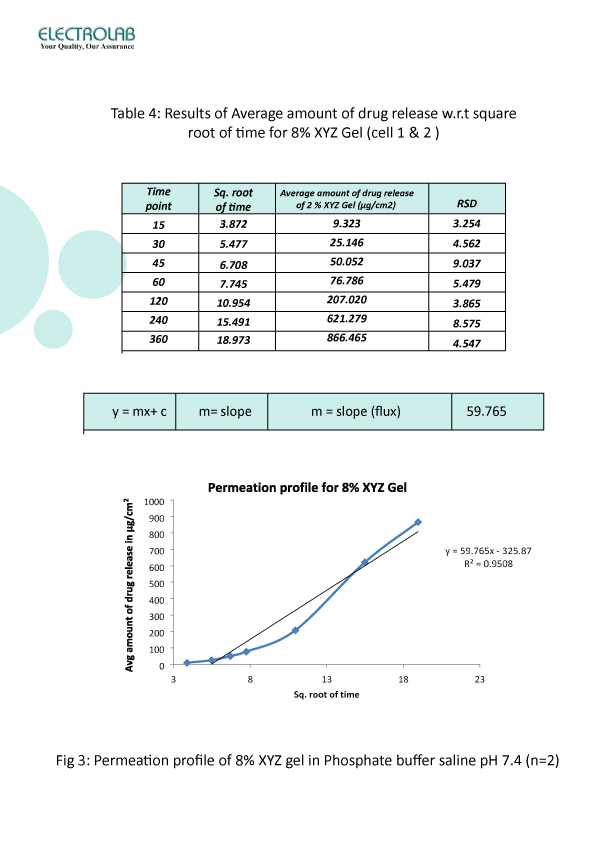 ELECTROLAB
Your Quality, Our Assurance
Table 4: Results of Average amount of drug release w.r.t square
root of time for 8% XYZ Gel (cell 1 & 2 )
Time point Sq. root of time Average amount of drug release of 2 % XYZ Gel (µg/cm2) RSD
15 3.872 9.323 3.254
30 5.477 25.146 4.562
45 6.708 50.052 9.037
60 7.745 76.786 5.479
120 10.954 207.020 3.865
240 15.491 621.279 8.575
360 18.973 866.465 4.547
y = mx+ c m= slope m = slope (flux) 59.765
Permeation profile for 8% XYZ Gel
Avg amount of drug release in µg/cm²
1000
900
800
700
600
500
400
300
200
100
0
3 8 13 18 23
Sq. root of time
y = 59.765x - 325.87
R² = 0.9508
Fig 3: Permeation profile of 8% XYZ gel in Phosphate buffer saline pH 7.4 (n=2)